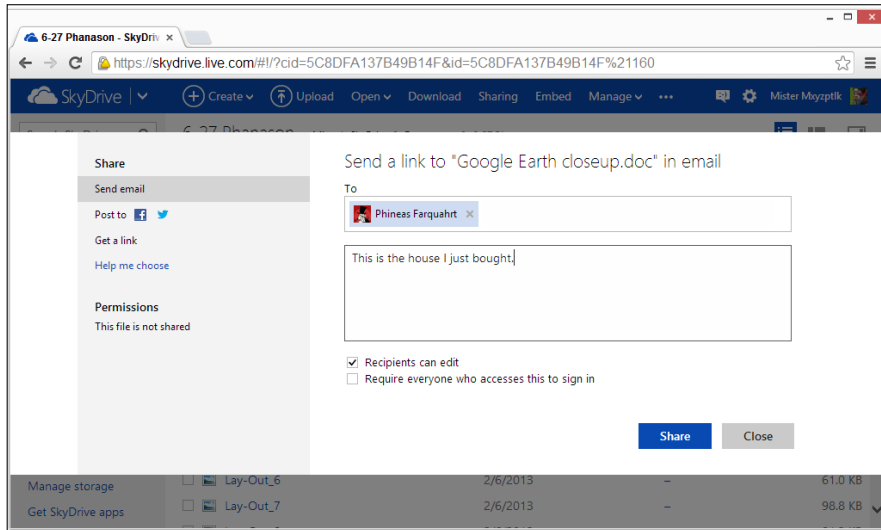 6-27 Phanason - SkyDriv ×
https://skydrive.live.com/#!/?cid=5C8DFA137B49B14F&id=5C8DFA137B49B14F%21160
SkyDrive
Create
Upload
Open
Download
Sharing
Embed
Manage
Mister Mxyzptlk
6-27 Phanason
Share
Send email
Post to
Get a link
Help me choose
Permissions
This file is not shared
Send a link to "Google Earth closeup.doc" in email
To
Phineas Farquahrt ×
This is the house I just bought.
Recipients can edit
Require everyone who accesses this to sign in
Share
Close
Manage storage
Get SkyDrive apps
Lay-Out_6 2/6/2013 – 61.0 KB
Lay-Out_7 2/6/2013 – 98.8 KB